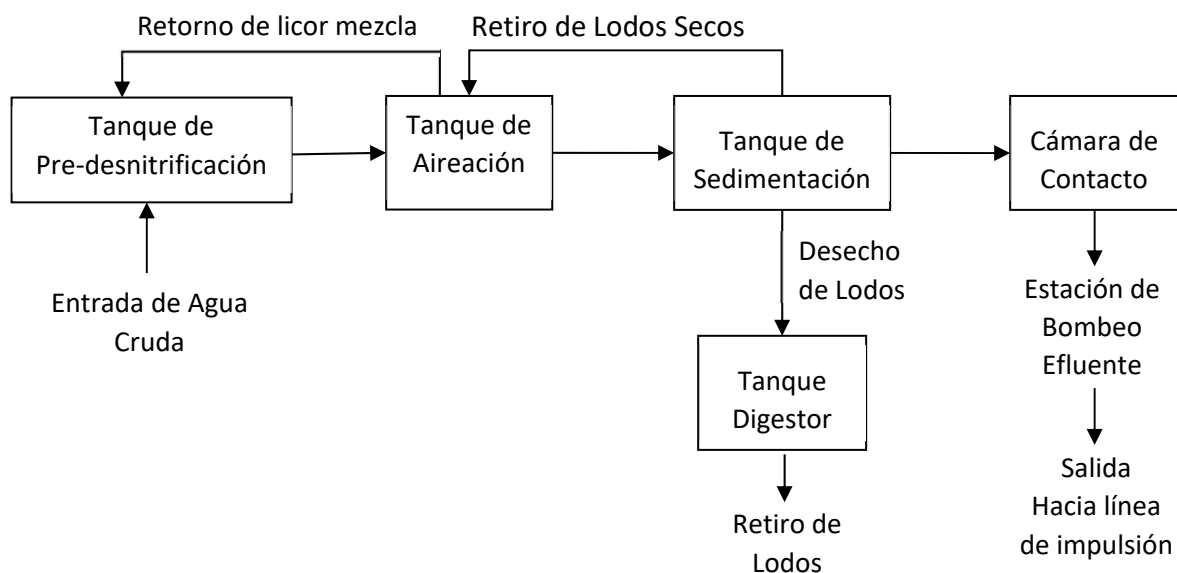 Retorno de licor mezcla
Retiro de Lodos Secos
Tanque de
Pre-desnitrificación
Tanque de
Aireación
Tanque de
Sedimentación
Cámara de
Contacto
Entrada de Agua
Cruda
Desecho
de Lodos
Estación de
Bombeo
Efluente
Tanque
Digestor
Salida
Hacia línea
de impulsión
Retiro de
Lodos